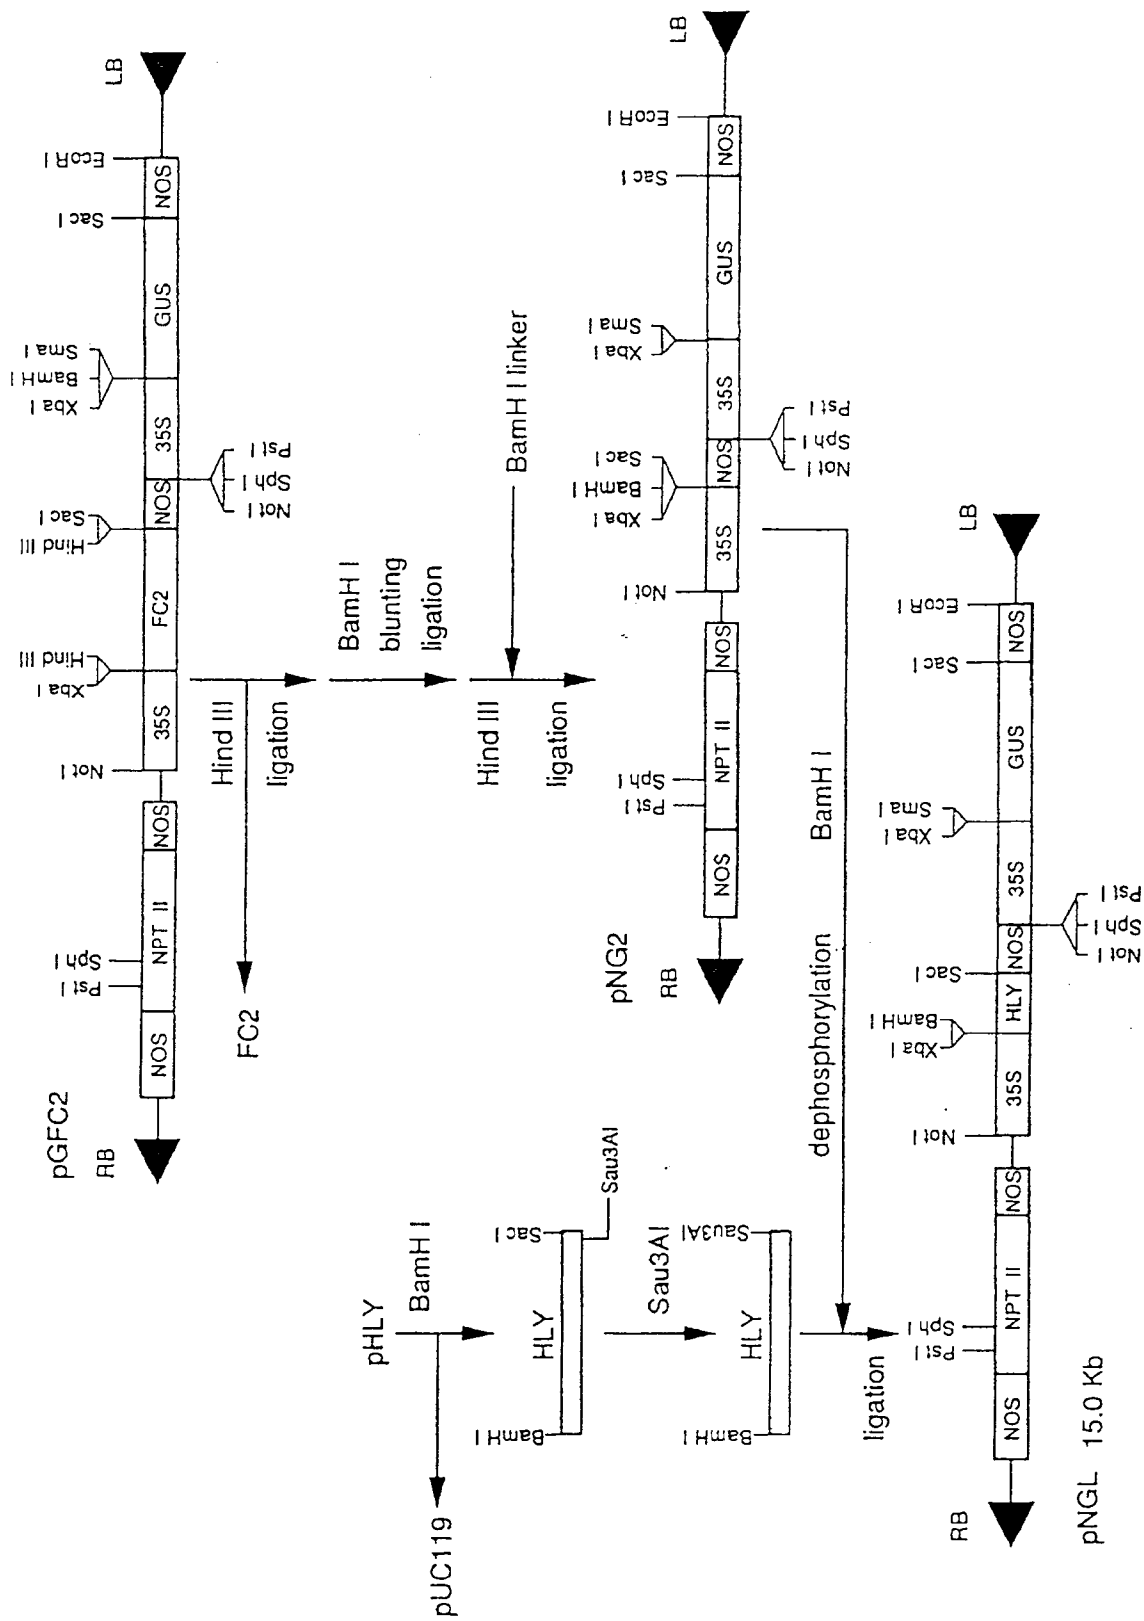 pGFC2
RB
LB
Pst I
Sph I
Not I
Xba I
Hind III
Hind III
Sac I
Xba I
BamH I
Sma I
Sac I
EcoR I
NOS
NPT II
NOS
35S
FC2
NOS
35S
GUS
NOS
Not I
Sph I
Pst I
FC2
Hind III
ligation
BamH I
blunting
ligation
Hind III
ligation
BamH I linker
pNG2
RB
LB
Pst I
Sph I
Not I
Xba I
BamH I
Sac I
Xba I
Sma I
Sac I
EcoR I
NOS
NPT II
NOS
35S
NOS
35S
GUS
NOS
Not I
Sph I
Pst I
pHLY
BamH I
pUC119
BamH I
HLY
Sac I
Sau3AI
Sau3AI
BamH I
HLY
Sau3AI
dephosphorylation
BamH I
ligation
RB
LB
Pst I
Sph I
Not I
Xba I
BamH I
Sac I
Xba I
Sma I
Sac I
EcoR I
NOS
NPT II
NOS
35S
HLY
NOS
35S
GUS
NOS
Not I
Sph I
Pst I
pNGL 15.0 Kb